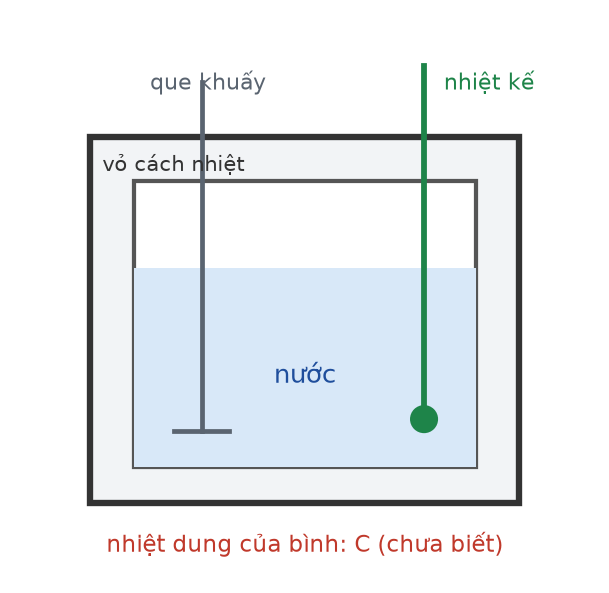 que khuấy
nhiệt kế
vỏ cách nhiệt
nước
nhiệt dung của bình: C (chưa biết)